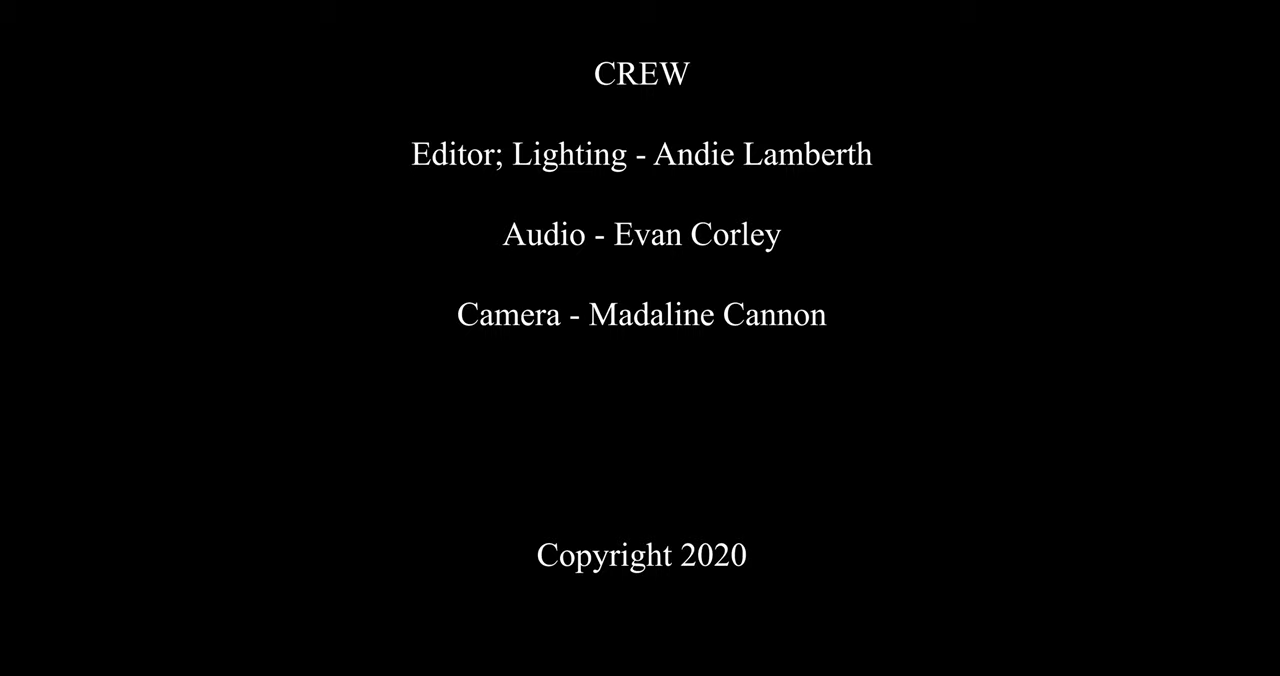 CREW
Editor; Lighting - Andie Lamberth
Audio - Evan Corley
Camera - Madaline Cannon
Copyright 2020